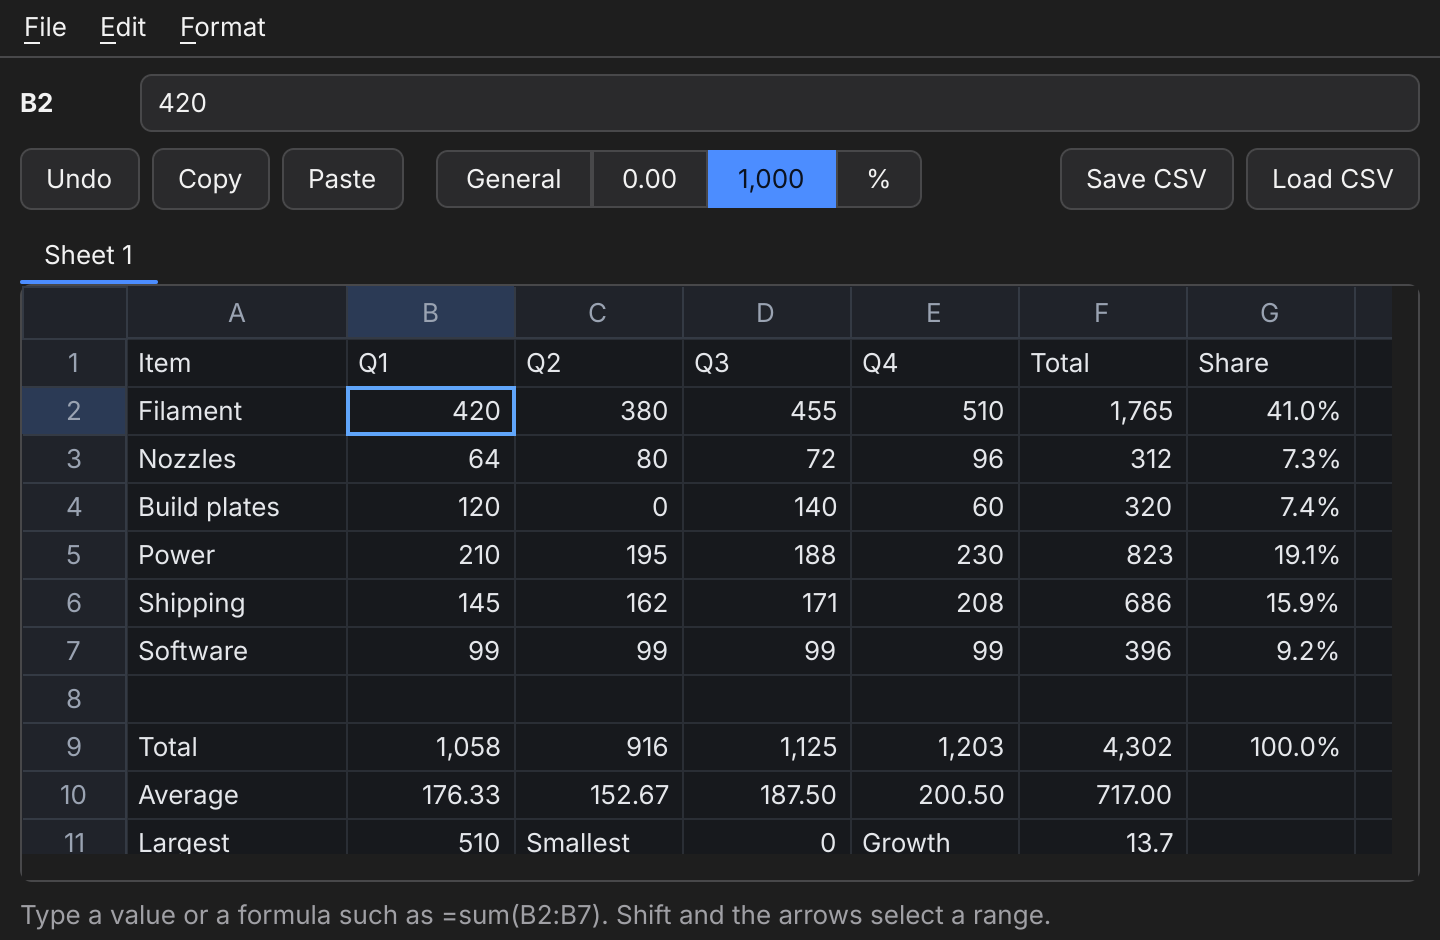 File Edit Format
B2 420
Undo Copy Paste General 0.00 1,000 % Save CSV Load CSV
Sheet 1
A B C D E F G
1 Item Q1 Q2 Q3 Q4 Total Share
2 Filament 420 380 455 510 1,765 41.0%
3 Nozzles 64 80 72 96 312 7.3%
4 Build plates 120 0 140 60 320 7.4%
5 Power 210 195 188 230 823 19.1%
6 Shipping 145 162 171 208 686 15.9%
7 Software 99 99 99 99 396 9.2%
8
9 Total 1,058 916 1,125 1,203 4,302 100.0%
10 Average 176.33 152.67 187.50 200.50 717.00
11 Largest 510 Smallest 0 Growth 13.7
Type a value or a formula such as =sum(B2:B7). Shift and the arrows select a range.